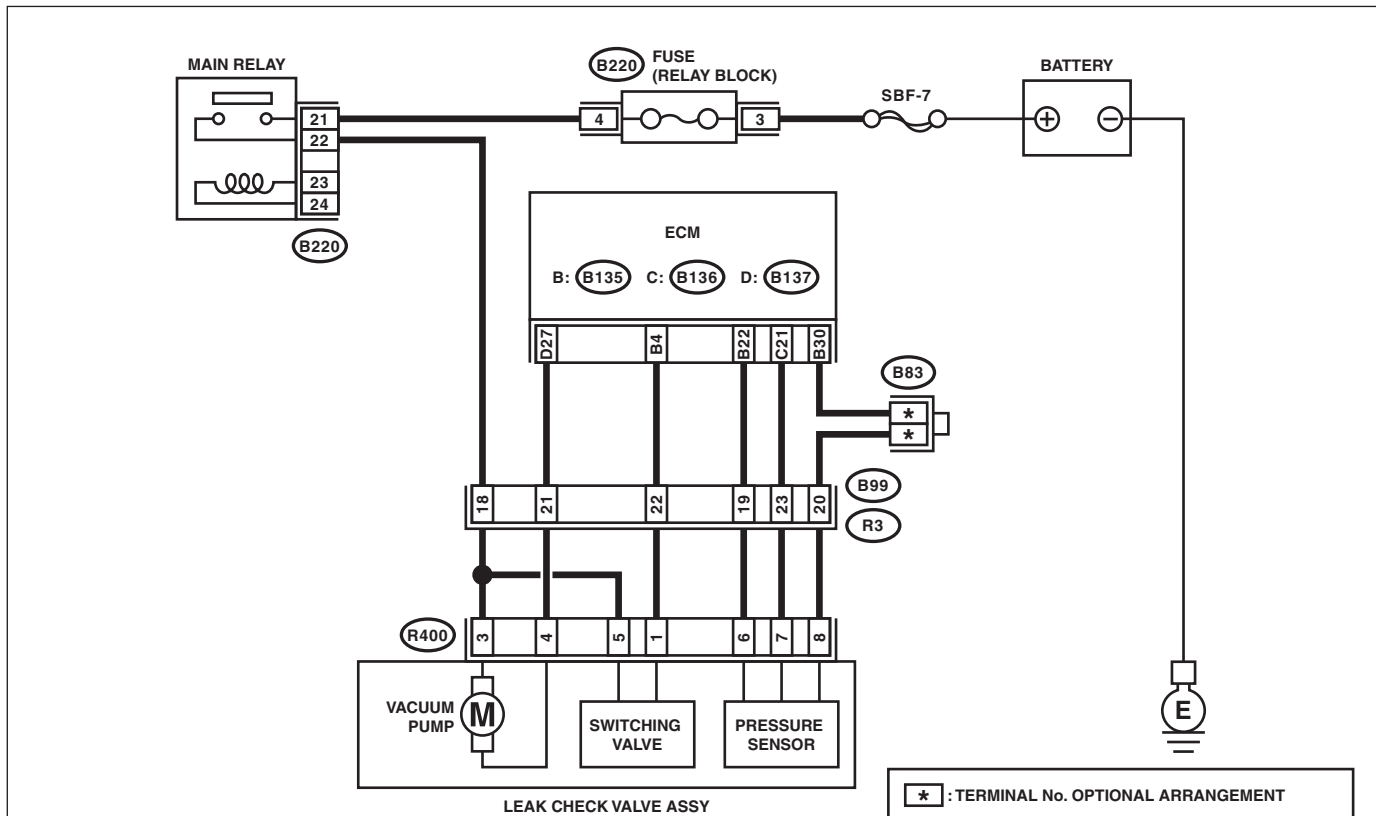 MAIN RELAY
B220
FUSE
(RELAY BLOCK)
SBF-7
BATTERY
21
22
23
24
4
3
+
−
B220
ECM
B: B135 C: B136 D: B137
D27
B4
B22
C21
B30
B83
*
*
18
21
22
19
23
20
B99
R3
R400
3
4
5
1
6
7
8
VACUUM
PUMP
M
SWITCHING
VALVE
PRESSURE
SENSOR
E
LEAK CHECK VALVE ASSY
* : TERMINAL No. OPTIONAL ARRANGEMENT